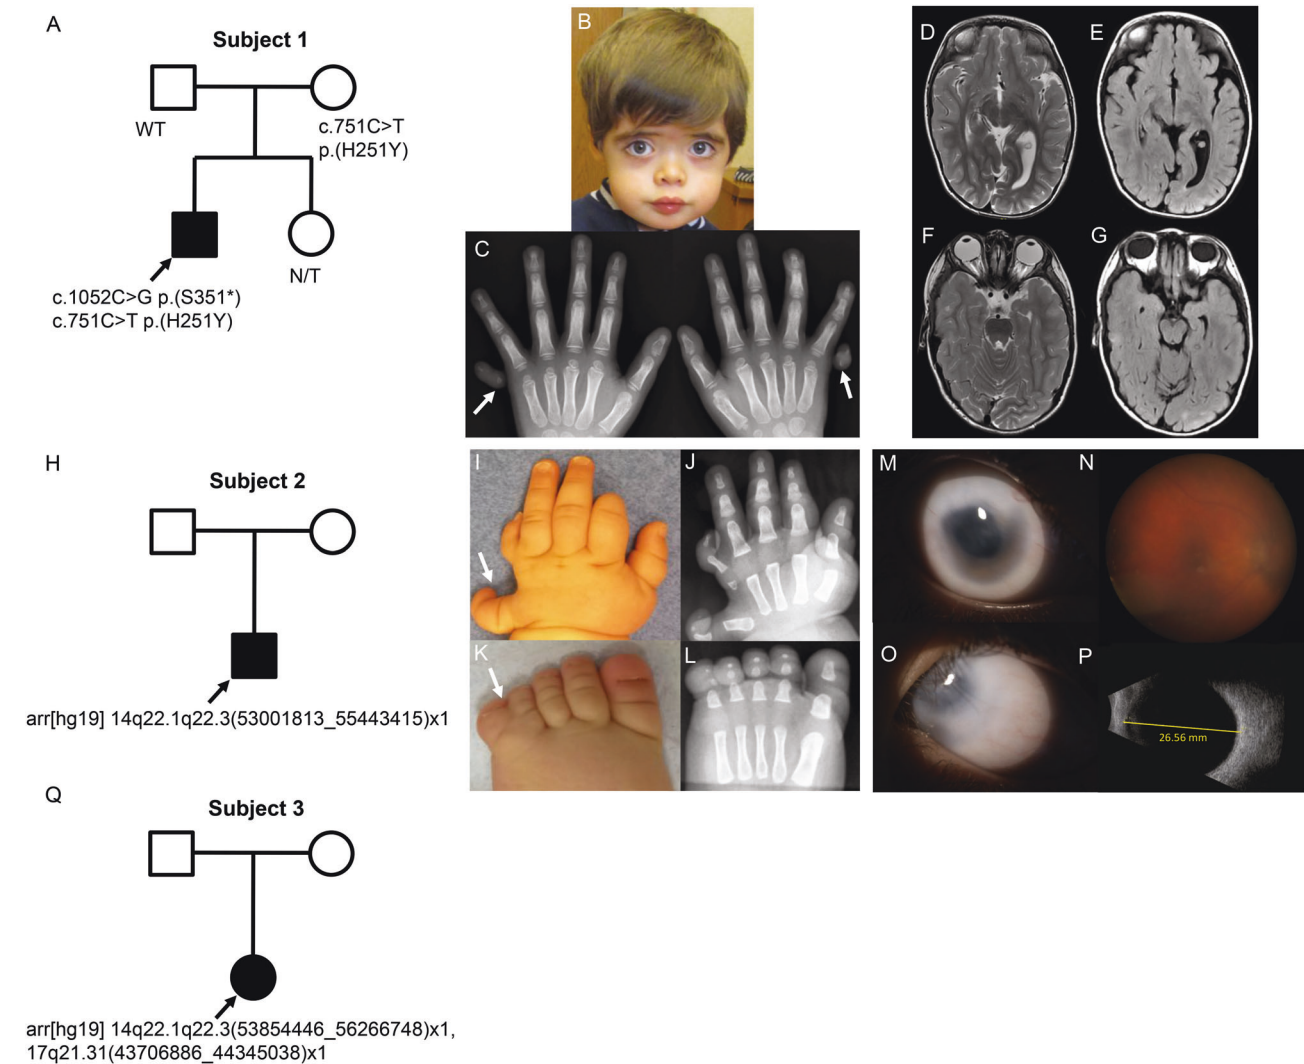 A
Subject 1
WT
c.751C>T
p.(H251Y)
N/T
c.1052C>G p.(S351*)
c.751C>T p.(H251Y)
B
C
D
E
F
G
H
Subject 2
arr[hg19] 14q22.1q22.3(53001813_55443415)x1
I
J
K
L
M
N
O
P
26.56 mm
Q
Subject 3
arr[hg19] 14q22.1q22.3(53854446_56266748)x1,
17q21.31(43706886_44345038)x1